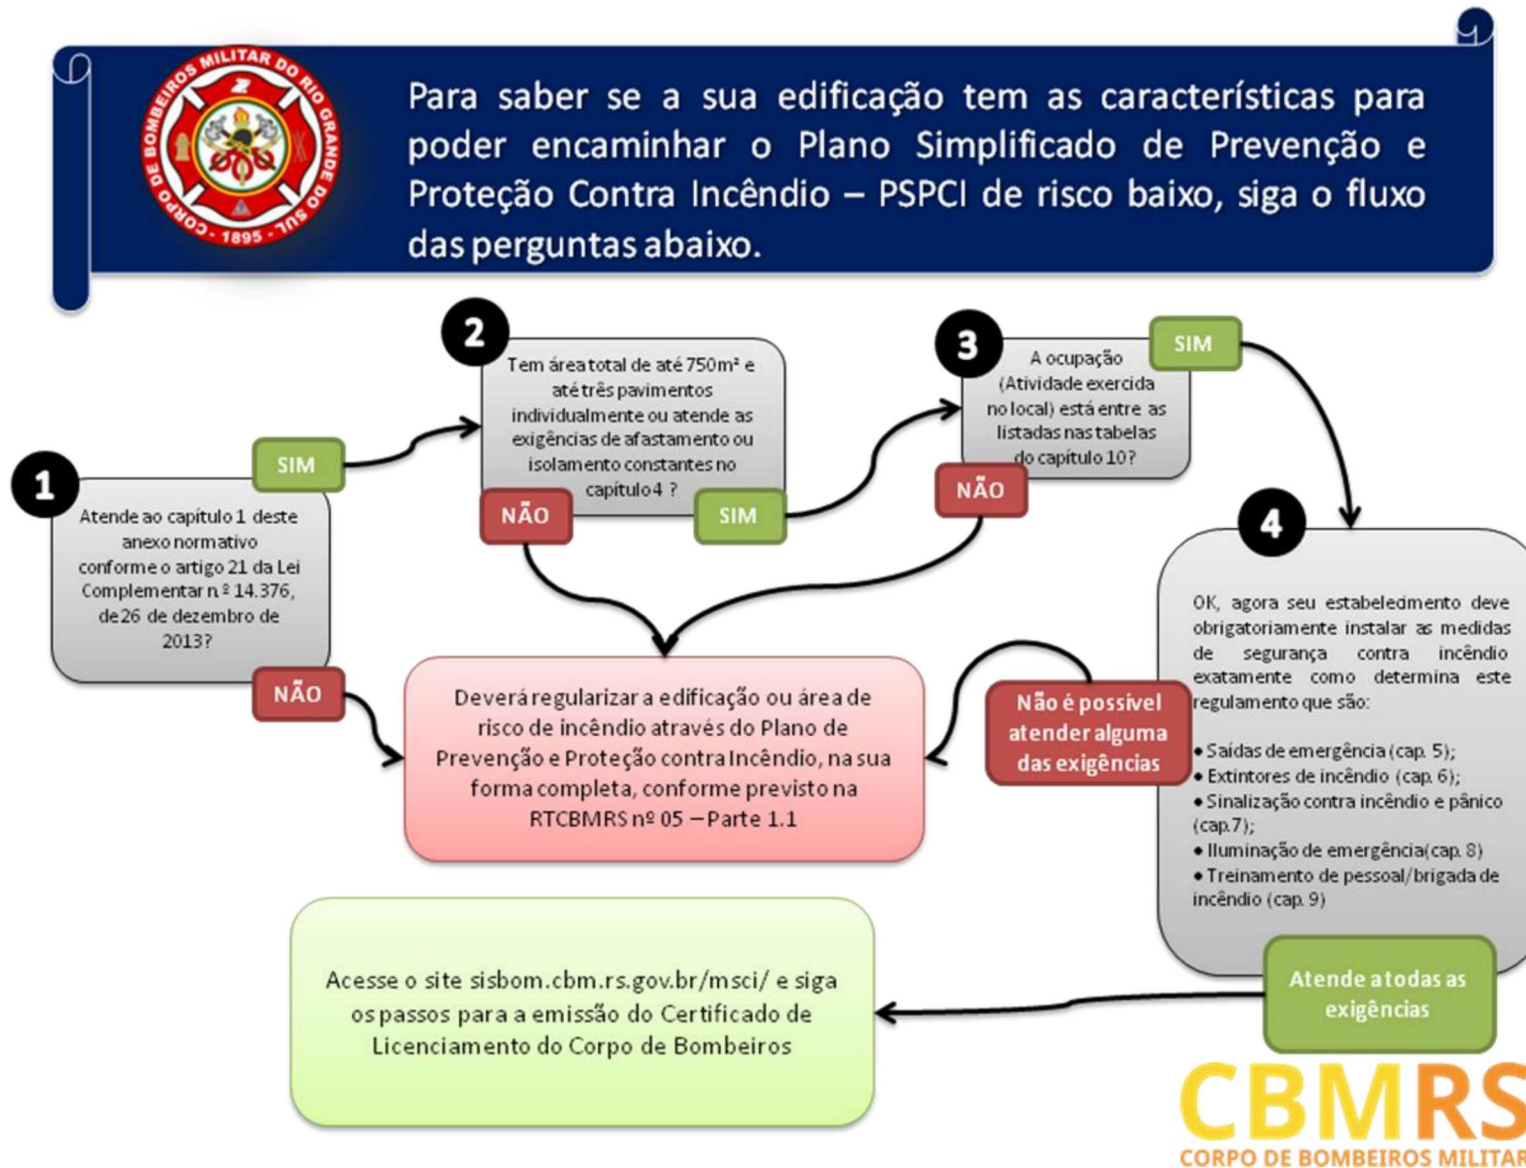 CORPO DE BOMBEIROS MILITAR DO RIO GRANDE DO SUL
- 1895 -
Para saber se a sua edificação tem as características para
poder encaminhar o Plano Simplificado de Prevenção e
Proteção Contra Incêndio – PSPCI de risco baixo, siga o fluxo
das perguntas abaixo.
1
SIM
Atende ao capítulo 1 deste
anexo normativo
conforme o artigo 21 da Lei
Complementar n.º 14.376,
de 26 de dezembro de
2013?
NÃO
2
Tem área total de até 750m² e
até três pavimentos
individualmente ou atende as
exigências de afastamento ou
isolamento constantes no
capítulo 4 ?
NÃO
SIM
3
SIM
A ocupação
(Atividade exercida
no local) está entre as
listadas nas tabelas
do capítulo 10?
NÃO
4
OK, agora seu estabelecimento deve
obrigatoriamente instalar as medidas
de segurança contra incêndio
exatamente como determina este
regulamento que são:
• Saídas de emergência (cap. 5);
• Extintores de incêndio (cap. 6);
• Sinalização contra incêndio e pânico
(cap.7);
• Iluminação de emergência(cap. 8)
• Treinamento de pessoal/brigada de
incêndio (cap. 9)
Não é possível
atender alguma
das exigências
Deverá regularizar a edificação ou área de
risco de incêndio através do Plano de
Prevenção e Proteção contra Incêndio, na sua
forma completa, conforme previsto na
RTCBMRS nº 05 – Parte 1.1
Atende a todas as
exigências
Acesse o site sisbom.cbm.rs.gov.br/msci/ e siga
os passos para a emissão do Certificado de
Licenciamento do Corpo de Bombeiros
CBMRS
CORPO DE BOMBEIROS MILITAR